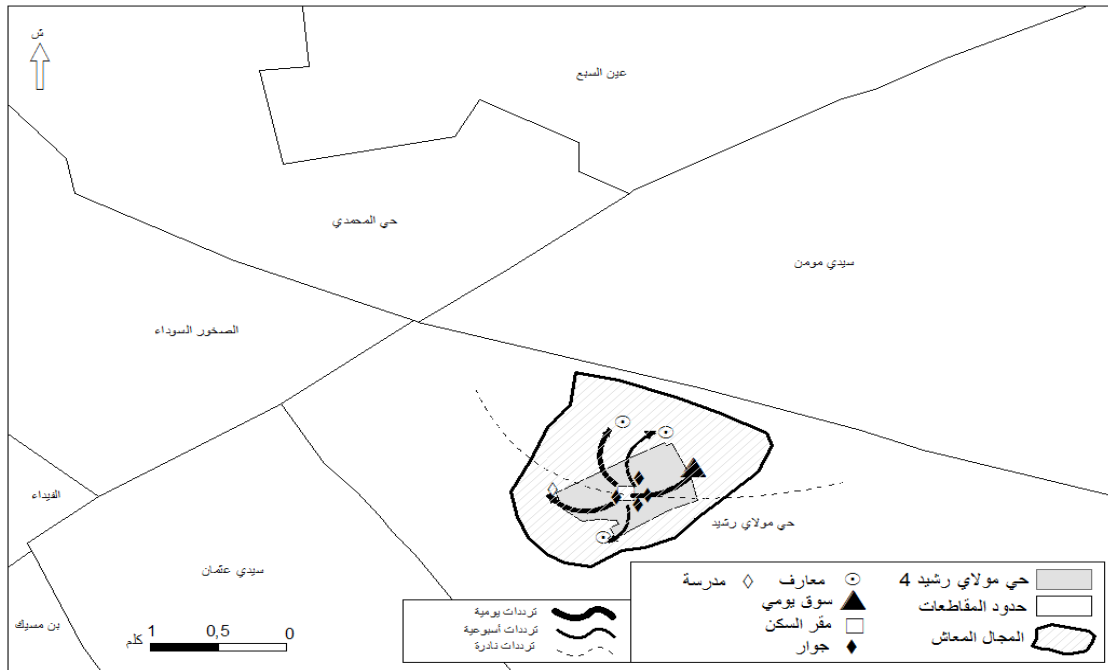 ش
عين السبع
حي المحمدي
سيدي مومن
الصخور السوداء
الفيداء
حي مولاي رشيد
سيدي عثمان
بن مسيك
كلم 1 0,5 0
ترددات يومية
ترددات أسبوعية
ترددات نادرة
حي مولاي رشيد 4
حدود المقاطعات
المجال المعاش
معارف
سوق يومي
مقر السكن
جوار
مدرسة